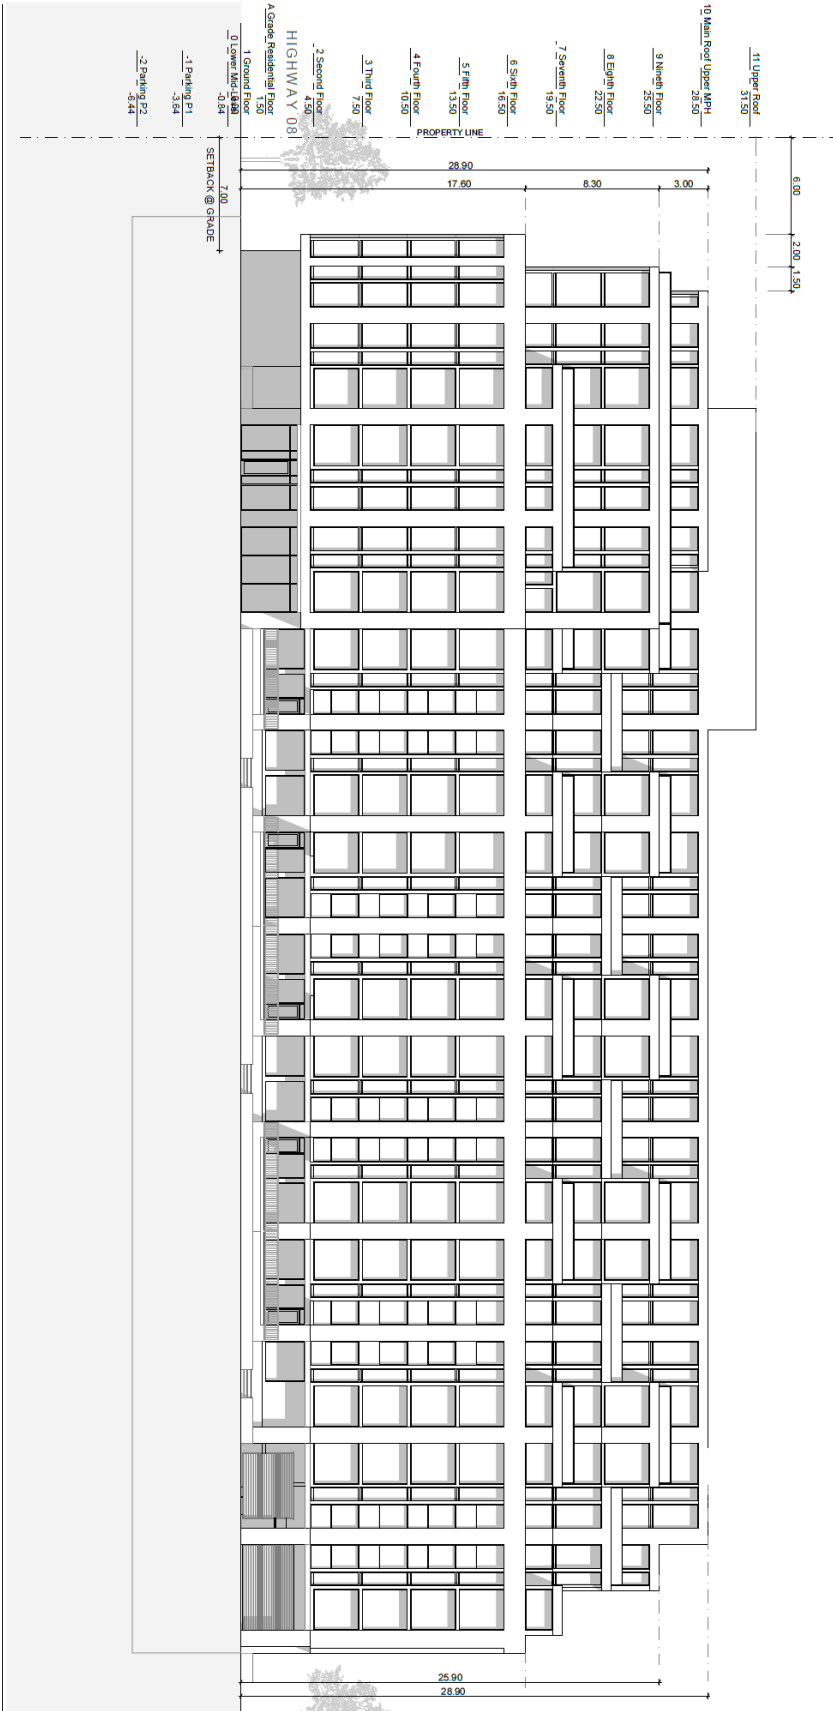 11 Upper Roof
31.50
10 Main Roof Upper MPH
28.50
9 Nineth Floor
25.50
8 Eighth Floor
22.50
7 Seventh Floor
19.50
6 Sixth Floor
16.50
5 Fifth Floor
13.50
4 Fourth Floor
10.50
3 Third Floor
7.50
2 Second Floor
4.50
A Grade Residential Floor
1.50
1 Ground Floor
0 Lower
-0.84
-1 Parking P1
-3.64
-2 Parking P2
-6.44
HIGHWAY 08
PROPERTY LINE
6.00
2.00
1.50
28.90
17.60
8.30
3.00
7.00
SETBACK @ GRADE
25.90
28.90